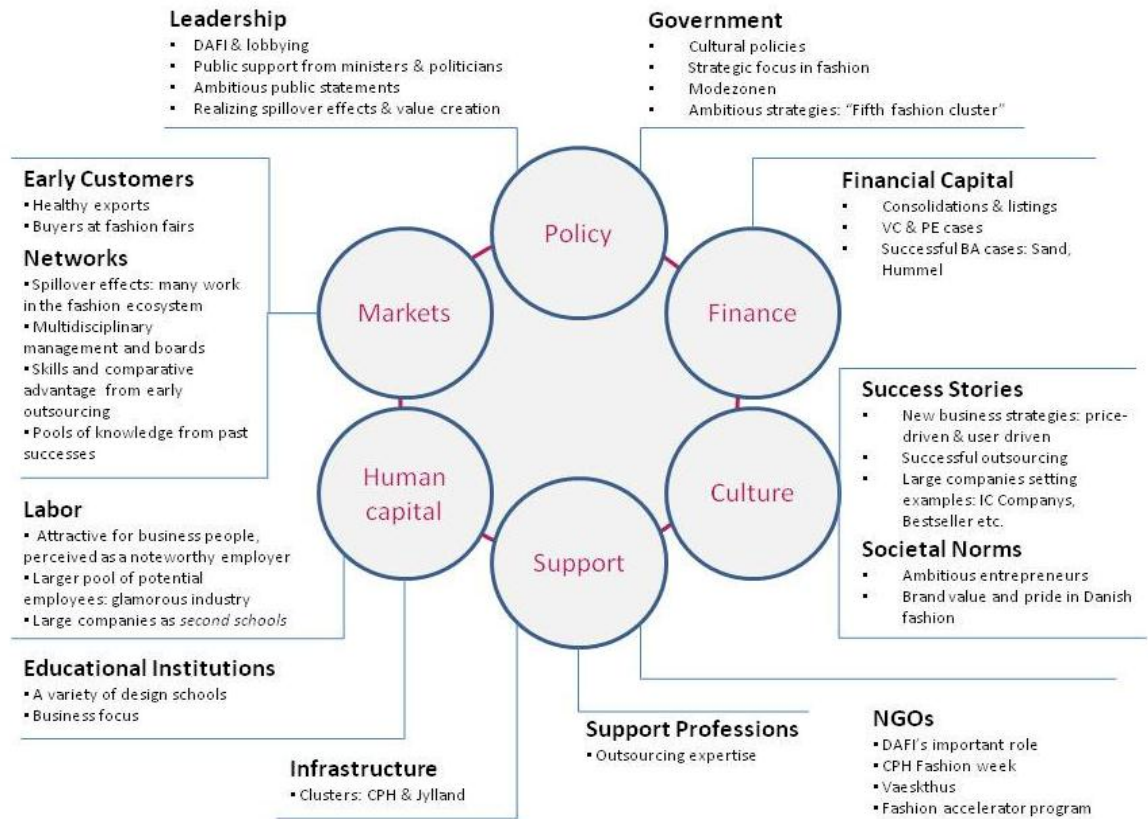 Leadership
▪ DAFI & lobbying
▪ Public support from ministers & politicians
▪ Ambitious public statements
▪ Realizing spillover effects & value creation
Government
▪ Cultural policies
▪ Strategic focus in fashion
▪ Modezonen
▪ Ambitious strategies: “Fifth fashion cluster”
Early Customers
▪ Healthy exports
▪ Buyers at fashion fairs
Networks
▪ Spillover effects: many work
in the fashion ecosystem
▪ Multidisciplinary
management and boards
▪ Skills and comparative
advantage from early
outsourcing
▪ Pools of knowledge from past
successes
Financial Capital
▪ Consolidations & listings
▪ VC & PE cases
▪ Successful BA cases: Sand,
Hummel
Policy
Markets
Finance
Human
capital
Culture
Support
Success Stories
▪ New business strategies: price-
driven & user driven
▪ Successful outsourcing
▪ Large companies setting
examples: IC Companys,
Bestseller etc.
Societal Norms
▪ Ambitious entrepreneurs
▪ Brand value and pride in Danish
fashion
Labor
▪ Attractive for business people,
perceived as a noteworthy employer
▪ Larger pool of potential
employees: glamorous industry
▪ Large companies as second schools
Educational Institutions
▪ A variety of design schools
▪ Business focus
Infrastructure
▪ Clusters: CPH & Jylland
Support Professions
▪ Outsourcing expertise
NGOs
▪ DAFI’s important role
▪ CPH Fashion week
▪ Vaeskthus
▪ Fashion accelerator program